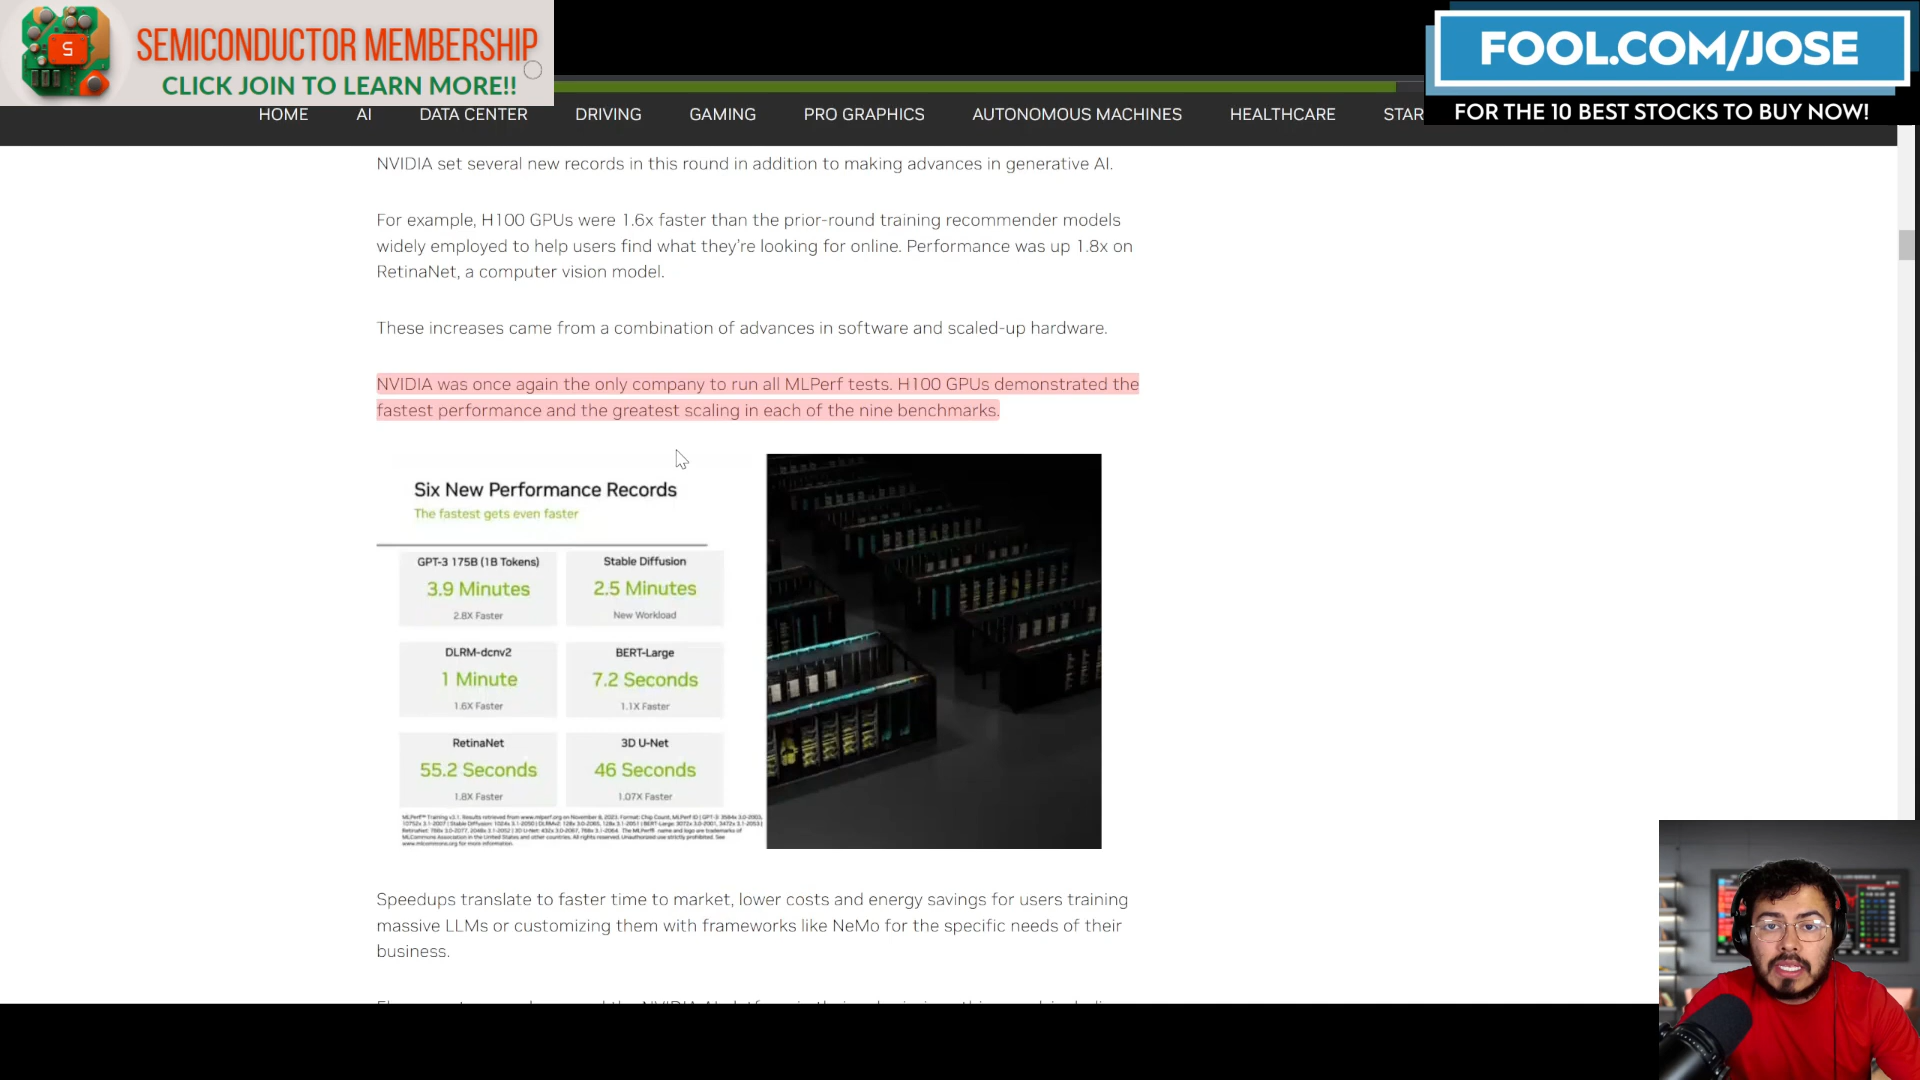 SEMICONDUCTOR MEMBERSHIP
CLICK JOIN TO LEARN MORE!!
FOOL.COM/JOSE
FOR THE 10 BEST STOCKS TO BUY NOW!
HOME AI DATA CENTER DRIVING GAMING PRO GRAPHICS AUTONOMOUS MACHINES HEALTHCARE STAR
NVIDIA set several new records in this round in addition to making advances in generative AI.
For example, H100 GPUs were 1.6x faster than the prior-round training recommender models
widely employed to help users find what they're looking for online. Performance was up 1.8x on
RetinaNet, a computer vision model.
These increases came from a combination of advances in software and scaled-up hardware.
NVIDIA was once again the only company to run all MLPerf tests. H100 GPUs demonstrated the
fastest performance and the greatest scaling in each of the nine benchmarks.
Six New Performance Records
The fastest gets even faster
GPT-3 175B (1B Tokens)
3.9 Minutes
2.8X Faster
Stable Diffusion
2.5 Minutes
New Workload
DLRM-dcnv2
1 Minute
1.6X Faster
BERT-Large
7.2 Seconds
1.1X Faster
RetinaNet
55.2 Seconds
1.8X Faster
3D U-Net
46 Seconds
1.07X Faster
Speedups translate to faster time to market, lower costs and energy savings for users training
massive LLMs or customizing them with frameworks like NeMo for the specific needs of their
business.